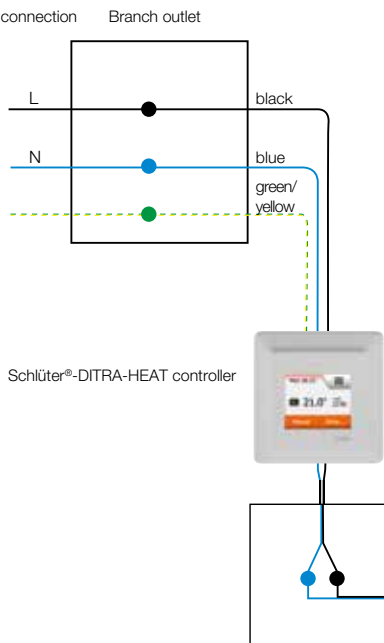 connection
Branch outlet
L
black
N
blue
green/
yellow
Schlüter®-DITRA-HEAT controller
21.0°